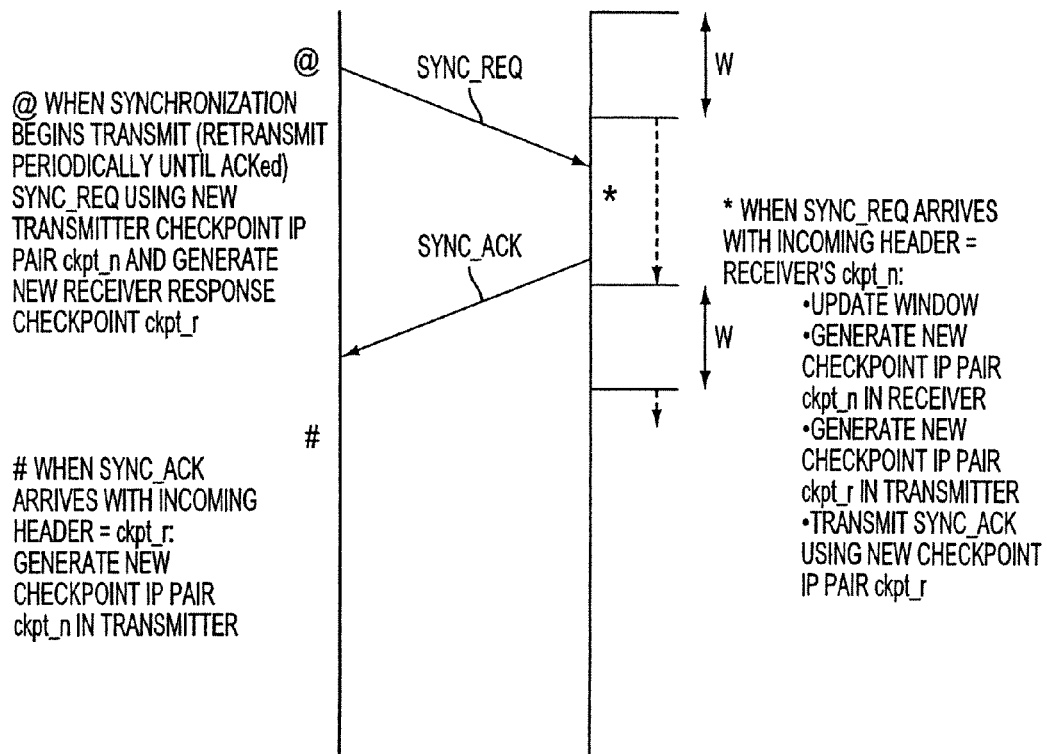 @
@ WHEN SYNCHRONIZATION
BEGINS TRANSMIT (RETRANSMIT
PERIODICALLY UNTIL ACKed)
SYNC_REQ USING NEW
TRANSMITTER CHECKPOINT IP
PAIR ckpt_n AND GENERATE
NEW RECEIVER RESPONSE
CHECKPOINT ckpt_r
#
# WHEN SYNC_ACK
ARRIVES WITH INCOMING
HEADER = ckpt_r:
GENERATE NEW
CHECKPOINT IP PAIR
ckpt_n IN TRANSMITTER
SYNC_REQ
SYNC_ACK
*
W
W
* WHEN SYNC_REQ ARRIVES
WITH INCOMING HEADER =
RECEIVER'S ckpt_n:
•UPDATE WINDOW
•GENERATE NEW
CHECKPOINT IP PAIR
ckpt_n IN RECEIVER
•GENERATE NEW
CHECKPOINT IP PAIR
ckpt_r IN TRANSMITTER
•TRANSMIT SYNC_ACK
USING NEW CHECKPOINT
IP PAIR ckpt_r